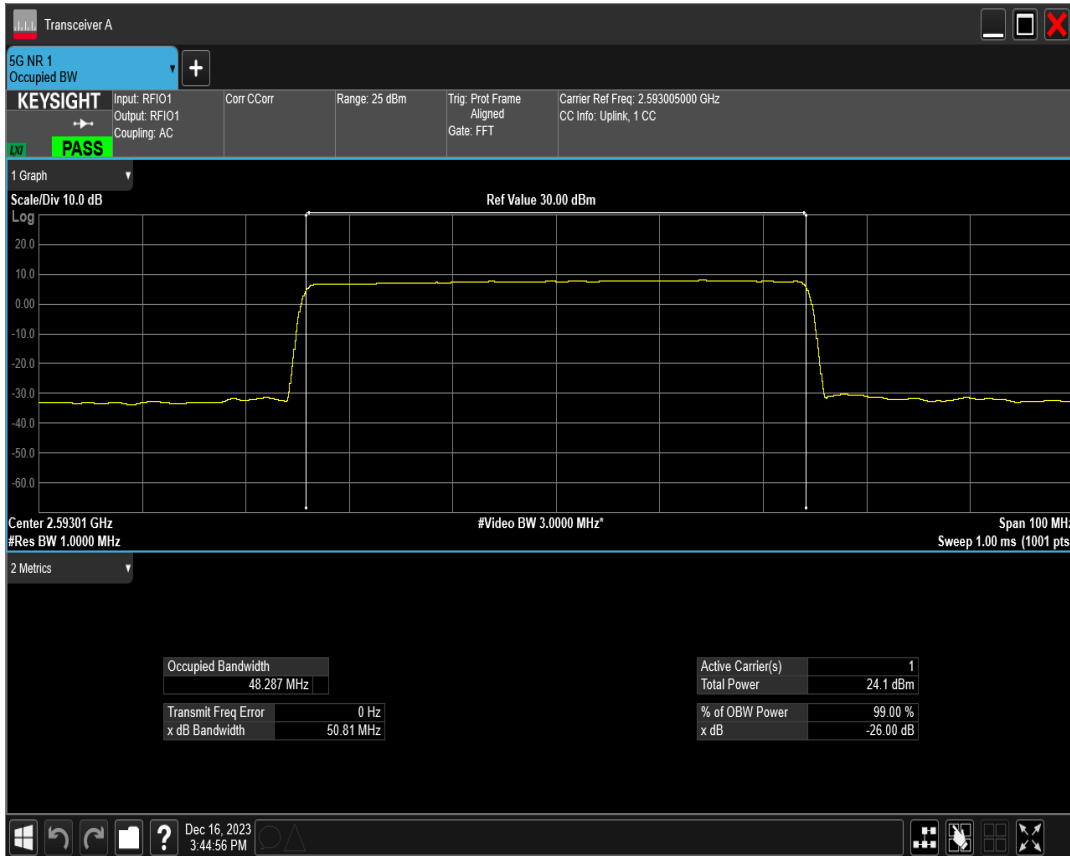 Transceiver A
5G NR 1
Occupied BW
+
KEYSIGHT
LXI
PASS
Input: RFIO1
Output: RFIO1
Coupling: AC
Corr CCorr
Range: 25 dBm
Trig: Prot Frame
Aligned
Gate: FFT
Carrier Ref Freq: 2.593005000 GHz
CC Info: Uplink, 1 CC
1 Graph
Scale/Div 10.0 dB
Ref Value 30.00 dBm
Log
20.0
10.0
0.00
-10.0
-20.0
-30.0
-40.0
-50.0
-60.0
Center 2.59301 GHz
#Video BW 3.0000 MHz*
Span 100 MHz
#Res BW 1.0000 MHz
Sweep 1.00 ms (1001 pts
2 Metrics
Occupied Bandwidth
48.287 MHz
Transmit Freq Error 0 Hz
x dB Bandwidth 50.81 MHz
Active Carrier(s) 1
Total Power 24.1 dBm
% of OBW Power 99.00 %
x dB -26.00 dB
?
Dec 16, 2023
3:44:56 PM